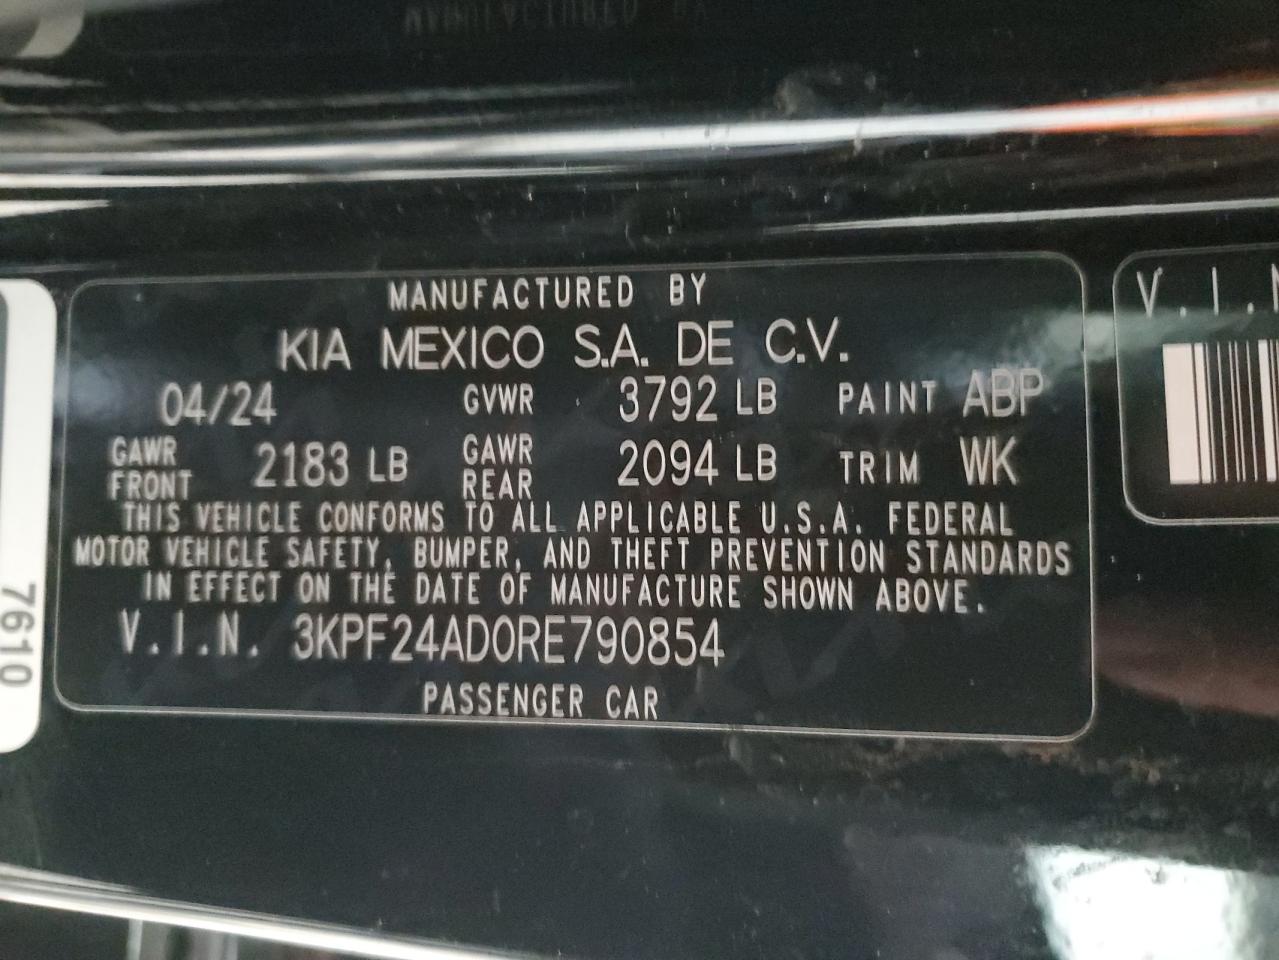 MANUFACTURED BY
KIA MEXICO S.A. DE C.V.
04/24 GVWR 3792 LB PAINT ABP
GAWR FRONT 2183 LB GAWR REAR 2094 LB TRIM WK
THIS VEHICLE CONFORMS TO ALL APPLICABLE U.S.A. FEDERAL
MOTOR VEHICLE SAFETY, BUMPER, AND THEFT PREVENTION STANDARDS
IN EFFECT ON THE DATE OF MANUFACTURE SHOWN ABOVE.
V.I.N. 3KPF24AD0RE790854
PASSENGER CAR
V.I.N
7610